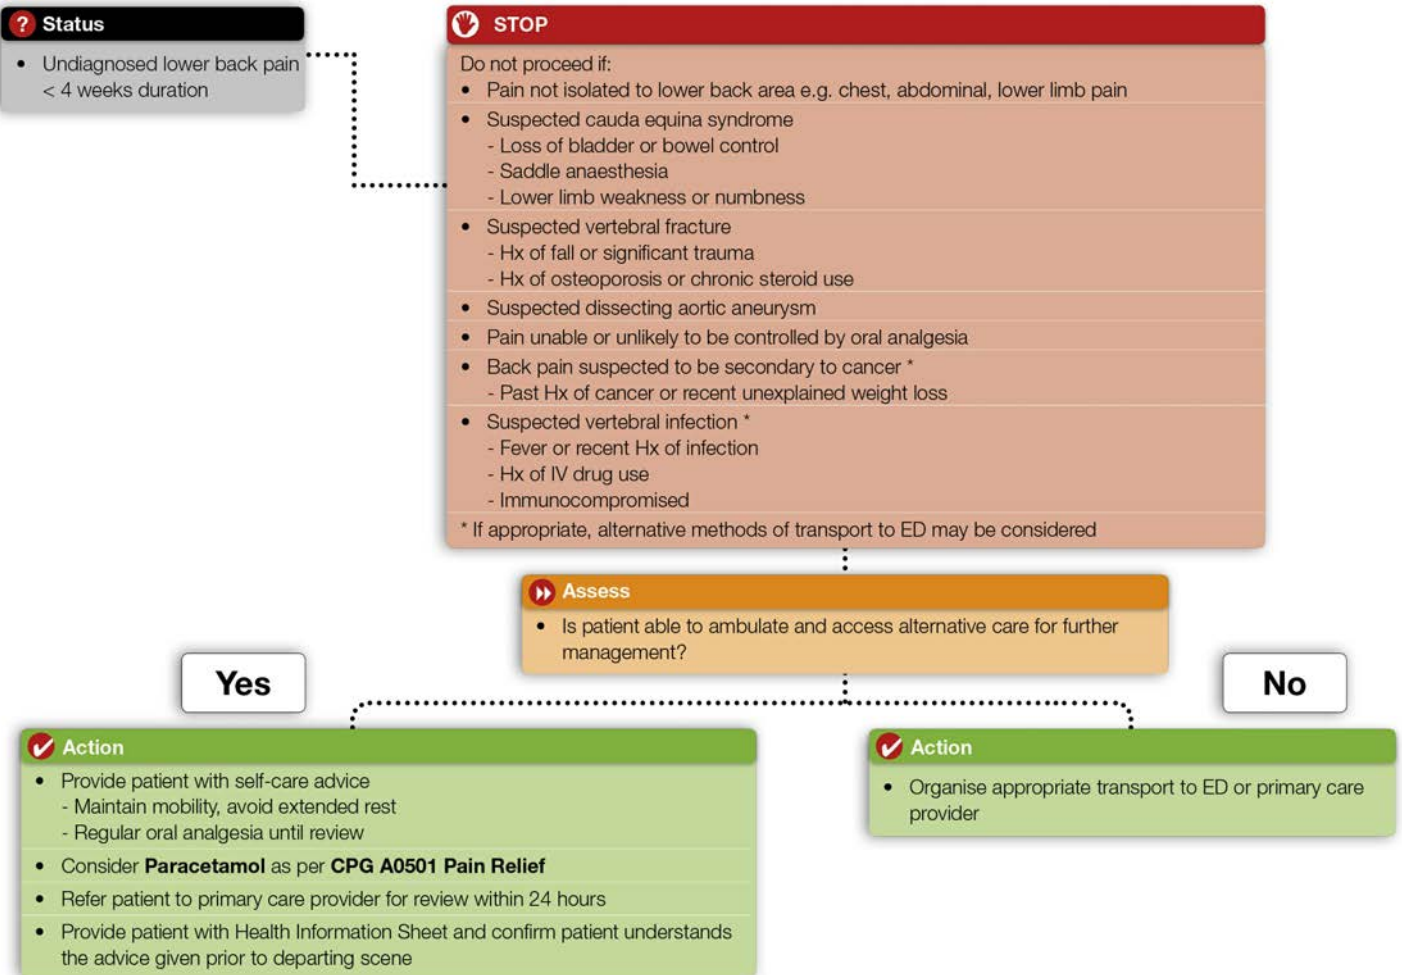 ? Status
• Undiagnosed lower back pain
< 4 weeks duration
STOP
Do not proceed if:
• Pain not isolated to lower back area e.g. chest, abdominal, lower limb pain
• Suspected cauda equina syndrome
- Loss of bladder or bowel control
- Saddle anaesthesia
- Lower limb weakness or numbness
• Suspected vertebral fracture
- Hx of fall or significant trauma
- Hx of osteoporosis or chronic steroid use
• Suspected dissecting aortic aneurysm
• Pain unable or unlikely to be controlled by oral analgesia
• Back pain suspected to be secondary to cancer *
- Past Hx of cancer or recent unexplained weight loss
• Suspected vertebral infection *
- Fever or recent Hx of infection
- Hx of IV drug use
- Immunocompromised
* If appropriate, alternative methods of transport to ED may be considered
Assess
• Is patient able to ambulate and access alternative care for further
management?
Yes
No
Action
• Provide patient with self-care advice
- Maintain mobility, avoid extended rest
- Regular oral analgesia until review
• Consider Paracetamol as per CPG A0501 Pain Relief
• Refer patient to primary care provider for review within 24 hours
• Provide patient with Health Information Sheet and confirm patient understands
the advice given prior to departing scene
Action
• Organise appropriate transport to ED or primary care
provider